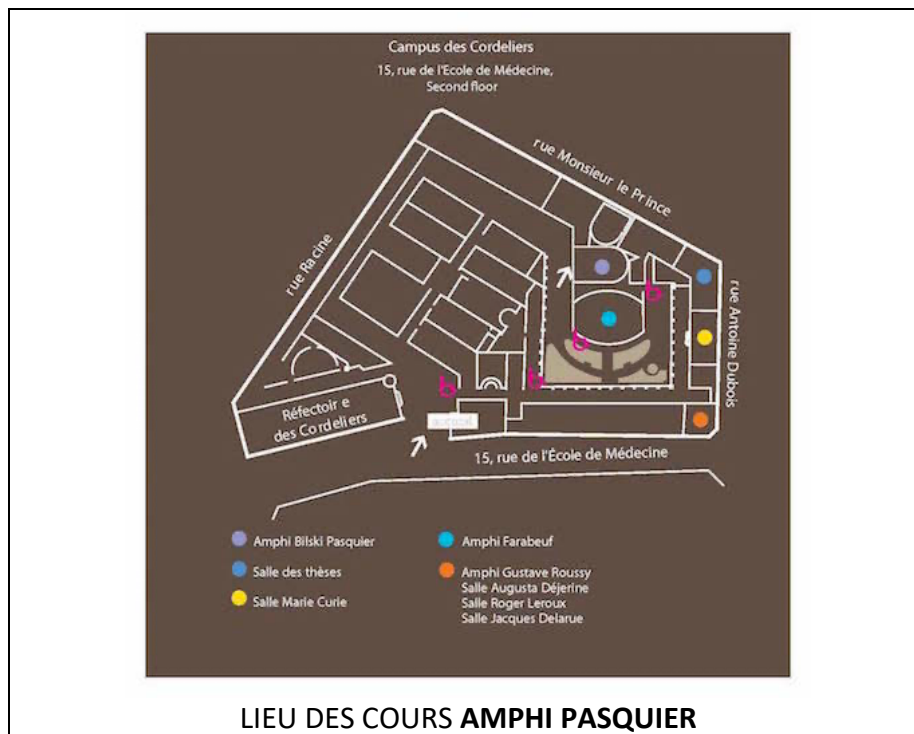 Campus des Cordeliers
15, rue de l'Ecole de Médecine,
Second floor
rue Monsieur le Prince
rue Racine
rue Antoine Dubois
Réfectoir e
des Cordeliers
15, rue de l'École de Médecine
Amphi Bilski Pasquier
Salle des thèses
Salle Marie Curie
Amphi Farabeuf
Amphi Gustave Roussy
Salle Augusta Déjerine
Salle Roger Leroux
Salle Jacques Delarue
LIEU DES COURS AMPHI PASQUIER